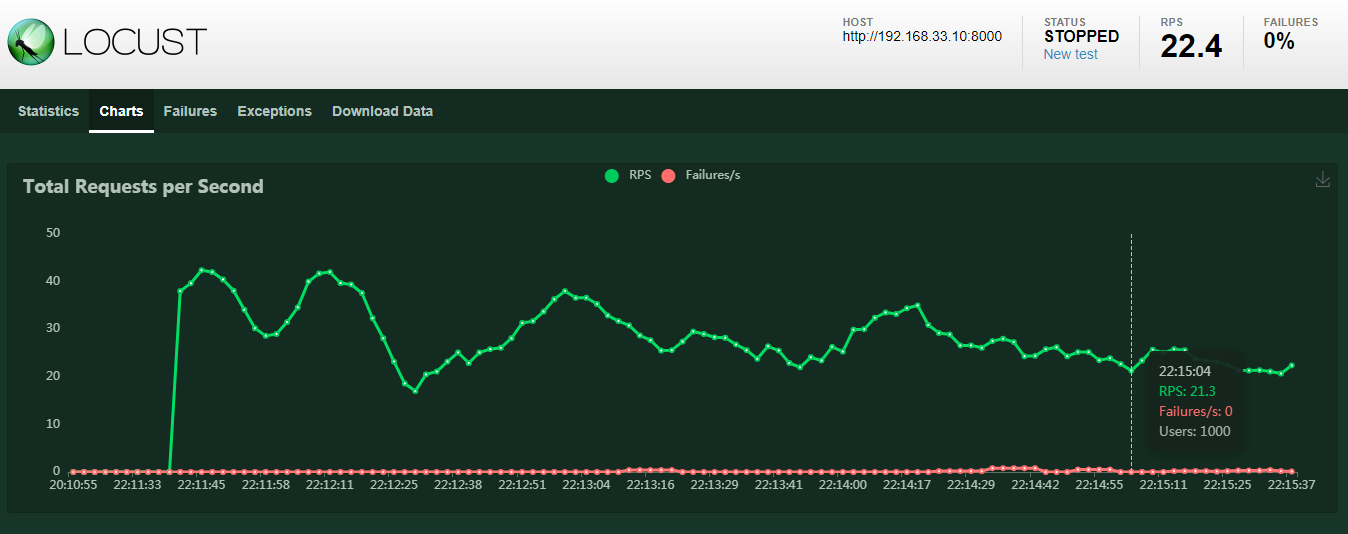 LOCUST
HOST
http://192.168.33.10:8000
STATUS
STOPPED
New test
RPS
22.4
FAILURES
0%
Statistics Charts Failures Exceptions Download Data
Total Requests per Second
RPS Failures/s
50
40
30
20
10
0
22:15:04
RPS: 21.3
Failures/s: 0
Users: 1000
20:10:55 22:11:33 22:11:45 22:11:58 22:12:11 22:12:25 22:12:38 22:12:51 22:13:04 22:13:16 22:13:29 22:13:41 22:14:00 22:14:17 22:14:29 22:14:42 22:14:55 22:15:11 22:15:25 22:15:37